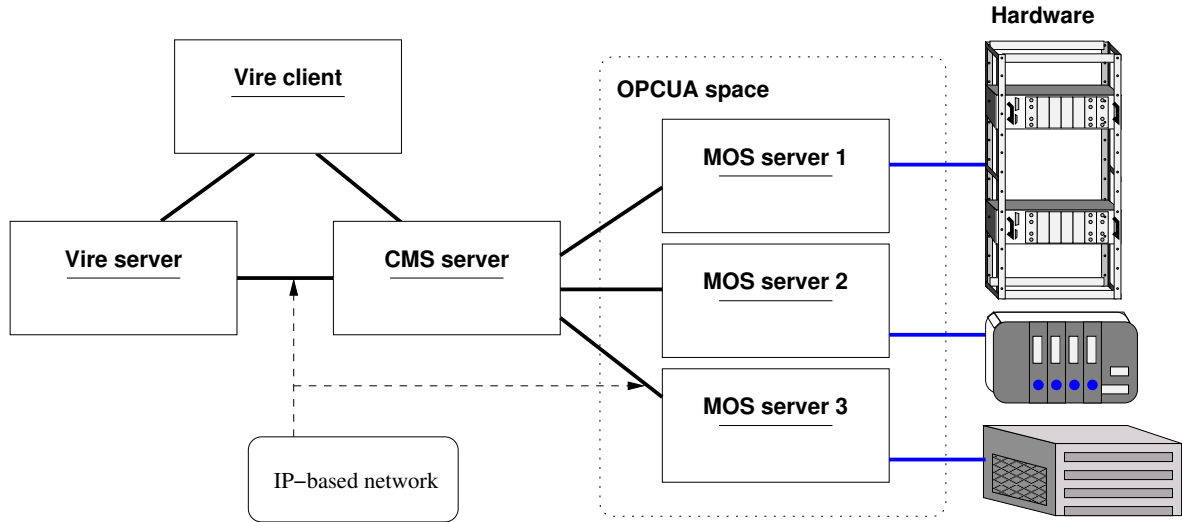 Hardware
Vire client
OPCUA space
MOS server 1
Vire server
CMS server
MOS server 2
MOS server 3
IP−based network